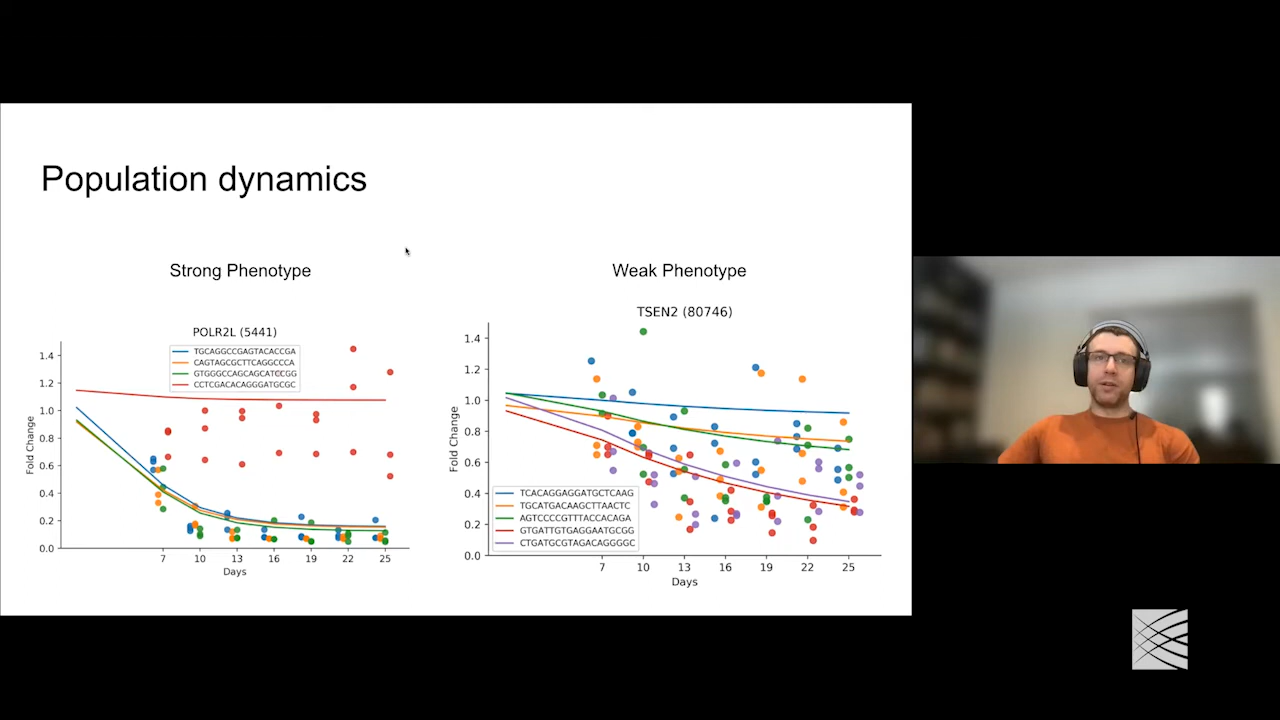 Population dynamics
Strong Phenotype
POLR2L (5441)
TGCAGGCCGAGTACACCGA
CAGTAGCGCTTCAGGCCCA
GTGGGCCAGCAGCATCCGG
CCTCGACACAGGGATGCGC
Fold Change
1.4
1.2
1.0
0.8
0.6
0.4
0.2
0.0
7 10 13 16 19 22 25
Days
Weak Phenotype
TSEN2 (80746)
TCACAGGAGGATGCTCAAG
TGCATGACAAGCTTAACTC
AGTCCCCGTTTACCACAGA
GTGATTGTGAGGAATGCGG
CTGATGCGTAGACAGGGGC
Fold Change
1.4
1.2
1.0
0.8
0.6
0.4
0.2
0.0
7 10 13 16 19 22 25
Days